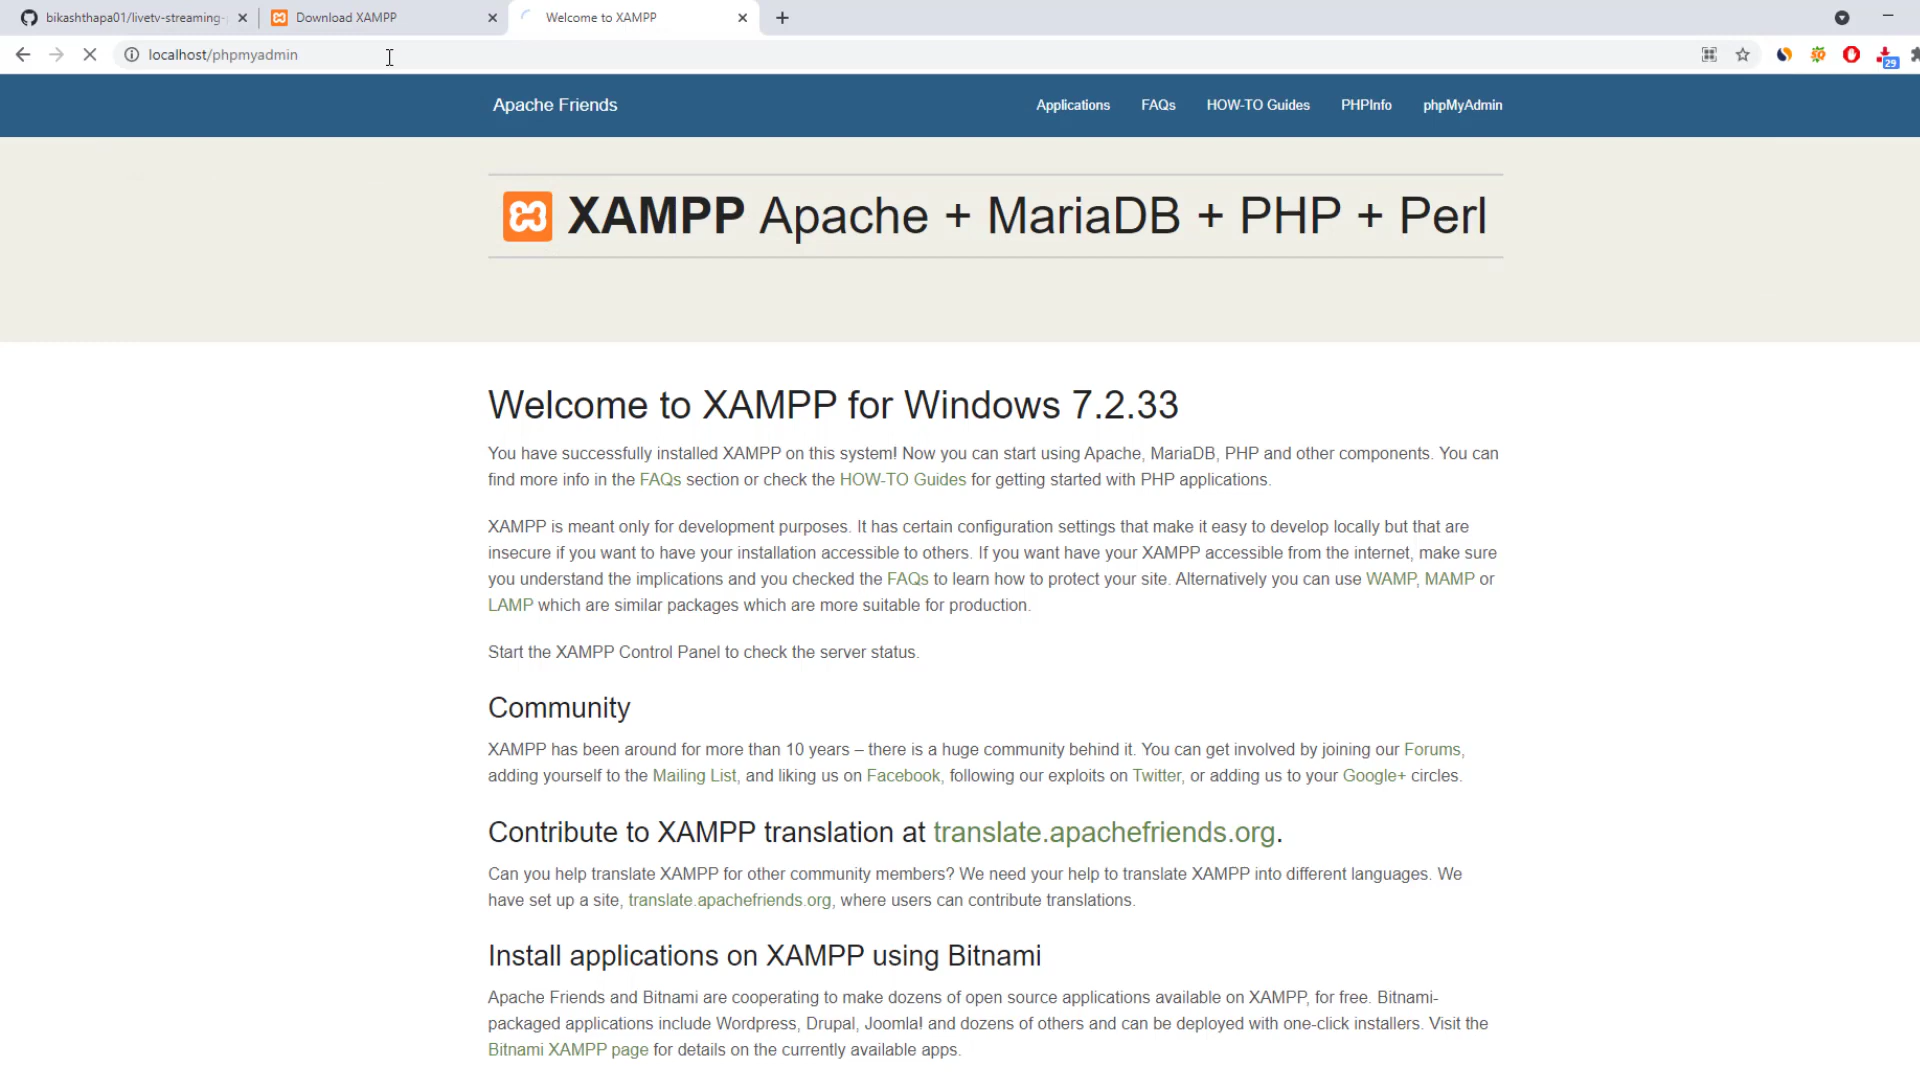 bikashthapa01/livetv-streaming-
Download XAMPP
Welcome to XAMPP
localhost/phpmyadmin
29
Apache Friends
Applications
FAQs
HOW-TO Guides
PHPInfo
phpMyAdmin
XAMPP Apache + MariaDB + PHP + Perl
Welcome to XAMPP for Windows 7.2.33
You have successfully installed XAMPP on this system! Now you can start using Apache, MariaDB, PHP and other components. You can
find more info in the FAQs section or check the HOW-TO Guides for getting started with PHP applications.
XAMPP is meant only for development purposes. It has certain configuration settings that make it easy to develop locally but that are
insecure if you want to have your installation accessible to others. If you want have your XAMPP accessible from the internet, make sure
you understand the implications and you checked the FAQs to learn how to protect your site. Alternatively you can use WAMP, MAMP or
LAMP which are similar packages which are more suitable for production.
Start the XAMPP Control Panel to check the server status.
Community
XAMPP has been around for more than 10 years – there is a huge community behind it. You can get involved by joining our Forums,
adding yourself to the Mailing List, and liking us on Facebook, following our exploits on Twitter, or adding us to your Google+ circles.
Contribute to XAMPP translation at translate.apachefriends.org.
Can you help translate XAMPP for other community members? We need your help to translate XAMPP into different languages. We
have set up a site, translate.apachefriends.org, where users can contribute translations.
Install applications on XAMPP using Bitnami
Apache Friends and Bitnami are cooperating to make dozens of open source applications available on XAMPP, for free. Bitnami-
packaged applications include Wordpress, Drupal, Joomla! and dozens of others and can be deployed with one-click installers. Visit the
Bitnami XAMPP page for details on the currently available apps.